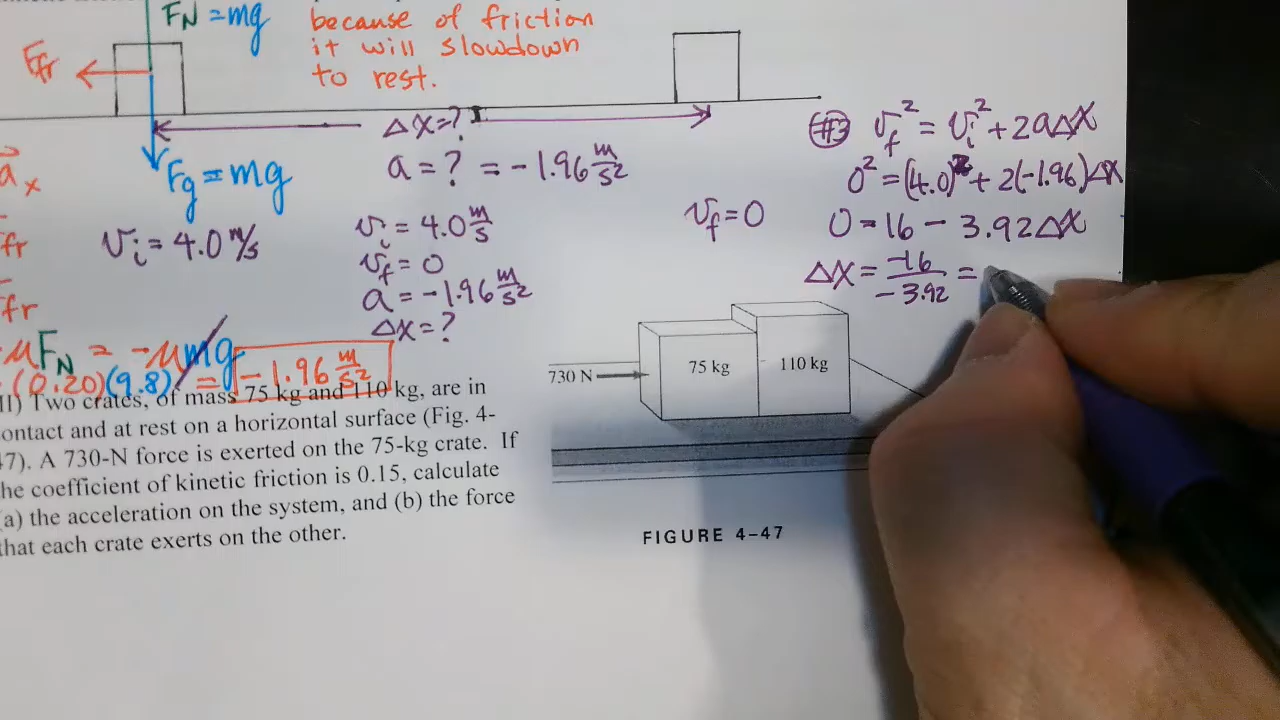 FN = mg
because of friction
it will slowdown
to rest.
Ffr
Δx = ?
a = ? = -1.96 m/s²
Fg = mg
ax
fr
fr
vi = 4.0 m/s
vi = 4.0 m/s
vf = 0
a = -1.96 m/s²
Δx = ?
vf = 0
#3 vf² = vi² + 2aΔx
0² = (4.0)² + 2(-1.96)Δx
0 = 16 - 3.92Δx
Δx = -16/-3.92 =
μFN = -μmg
(0.20)(9.8) = -1.96 m/s²
II) Two crates, of mass 75 kg and 110 kg, are in
ontact and at rest on a horizontal surface (Fig. 4-
47). A 730-N force is exerted on the 75-kg crate. If
he coefficient of kinetic friction is 0.15, calculate
a) the acceleration on the system, and (b) the force
that each crate exerts on the other.
730 N
75 kg
110 kg
FIGURE 4-47